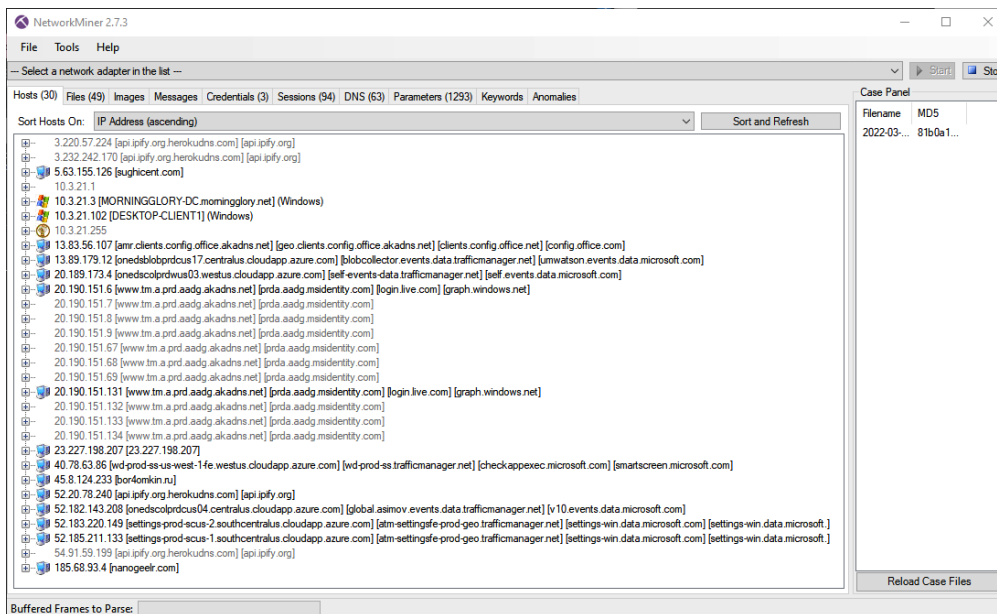 NetworkMiner 2.7.3
File Tools Help
--- Select a network adapter in the list --- Start Sto
Hosts (30) Files (49) Images Messages Credentials (3) Sessions (94) DNS (63) Parameters (1293) Keywords Anomalies
Sort Hosts On: IP Address (ascending) Sort and Refresh
3.220.57.224 [api.ipify.org.herokudns.com] [api.ipify.org]
3.232.242.170 [api.ipify.org.herokudns.com] [api.ipify.org]
5.63.155.126 [sughicent.com]
10.3.21.1
10.3.21.3 [MORNINGGLORY-DC.morningglory.net] (Windows)
10.3.21.102 [DESKTOP-CLIENT1] (Windows)
10.3.21.255
13.83.56.107 [amr.clients.config.office.akadns.net] [geo.clients.config.office.akadns.net] [clients.config.office.net] [config.office.com]
13.89.179.12 [onedsblobprdcus17.centralus.cloudapp.azure.com] [blobcollector.events.data.trafficmanager.net] [umwatson.events.data.microsoft.com]
20.189.173.4 [onedscolprdwus03.westus.cloudapp.azure.com] [self-events-data.trafficmanager.net] [self.events.data.microsoft.com]
20.190.151.6 [www.tm.a.prd.aadg.akadns.net] [prda.aadg.msidentity.com] [login.live.com] [graph.windows.net]
20.190.151.7 [www.tm.a.prd.aadg.akadns.net] [prda.aadg.msidentity.com]
20.190.151.8 [www.tm.a.prd.aadg.akadns.net] [prda.aadg.msidentity.com]
20.190.151.9 [www.tm.a.prd.aadg.akadns.net] [prda.aadg.msidentity.com]
20.190.151.67 [www.tm.a.prd.aadg.akadns.net] [prda.aadg.msidentity.com]
20.190.151.68 [www.tm.a.prd.aadg.akadns.net] [prda.aadg.msidentity.com]
20.190.151.69 [www.tm.a.prd.aadg.akadns.net] [prda.aadg.msidentity.com]
20.190.151.131 [www.tm.a.prd.aadg.akadns.net] [prda.aadg.msidentity.com] [login.live.com] [graph.windows.net]
20.190.151.132 [www.tm.a.prd.aadg.akadns.net] [prda.aadg.msidentity.com]
20.190.151.133 [www.tm.a.prd.aadg.akadns.net] [prda.aadg.msidentity.com]
20.190.151.134 [www.tm.a.prd.aadg.akadns.net] [prda.aadg.msidentity.com]
23.227.198.207 [23.227.198.207]
40.78.63.86 [wd-prod-ss-us-west-1-fe.westus.cloudapp.azure.com] [wd-prod-ss.trafficmanager.net] [checkappexec.microsoft.com] [smartscreen.microsoft.com]
45.8.124.233 [bor4omkin.ru]
52.20.78.240 [api.ipify.org.herokudns.com] [api.ipify.org]
52.182.143.208 [onedscolprdcus04.centralus.cloudapp.azure.com] [global.asimov.events.data.trafficmanager.net] [v10.events.data.microsoft.com]
52.183.220.149 [settings-prod-scus-2.southcentralus.cloudapp.azure.com] [atm-settingsfe-prod-geo.trafficmanager.net] [settings-win.data.microsoft.com] [settings-win.data.microsoft.]
52.185.211.133 [settings-prod-scus-1.southcentralus.cloudapp.azure.com] [atm-settingsfe-prod-geo.trafficmanager.net] [settings-win.data.microsoft.com] [settings-win.data.microsoft.]
54.91.59.199 [api.ipify.org.herokudns.com] [api.ipify.org]
185.68.93.4 [nanogeelr.com]
Case Panel
Filename MD5
2022-03-... 81b0a1...
Reload Case Files
Buffered Frames to Parse: